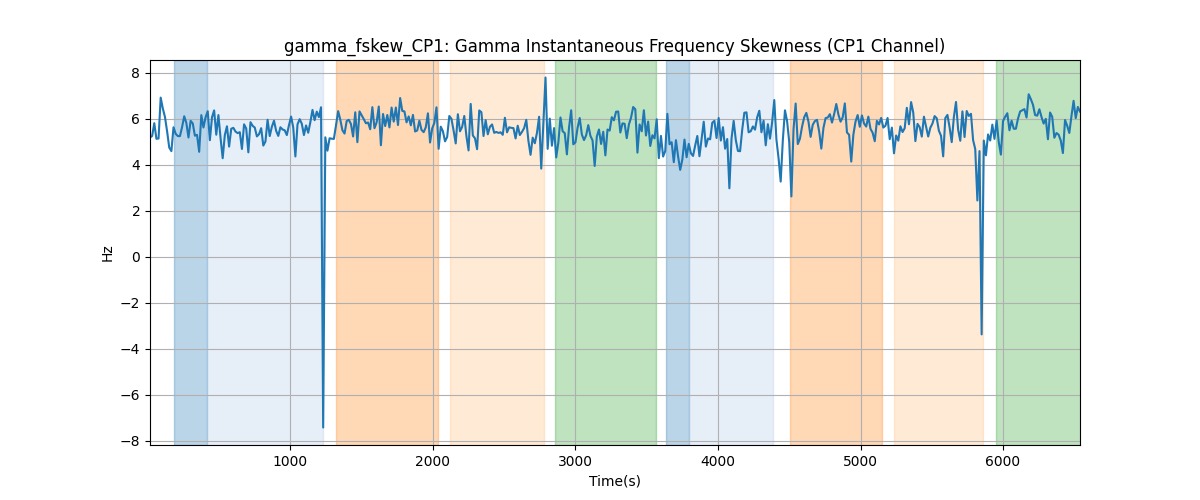 gamma_fskew_CP1: Gamma Instantaneous Frequency Skewness (CP1 Channel)
8
6
4
2
0
−2
−4
−6
−8
Hz
1000 2000 3000 4000 5000 6000
Time(s)